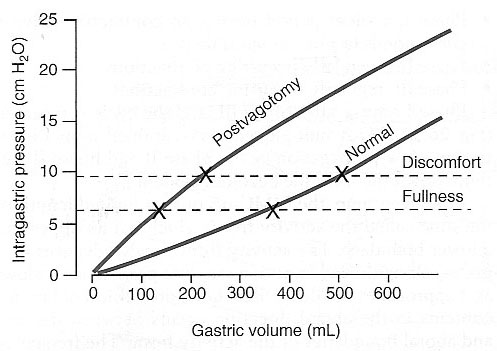 25
20
15
10
5
0
Intragastric pressure (cm H₂O)
Postvagotomy
Normal
Discomfort
Fullness
0 100 200 300 400 500 600
Gastric volume (mL)